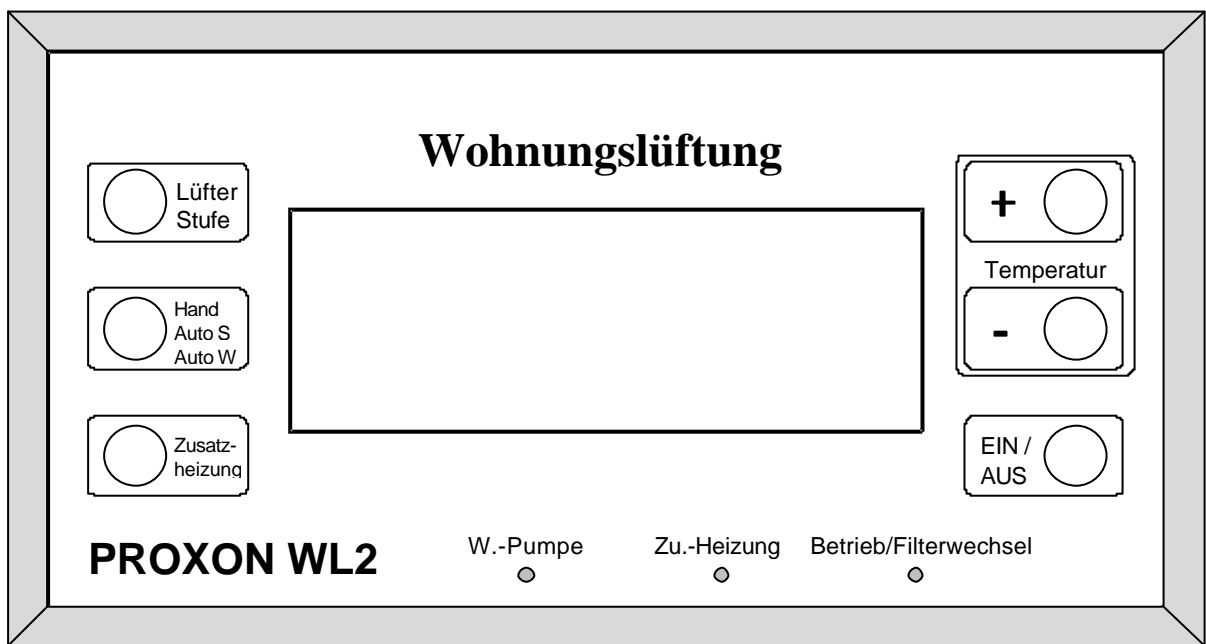 Wohnungslüftung
Lüfter
Stufe
Hand
Auto S
Auto W
Zusatz-
heizung
+
Temperatur
-
EIN /
AUS
PROXON WL2
W.-Pumpe
Zu.-Heizung
Betrieb/Filterwechsel